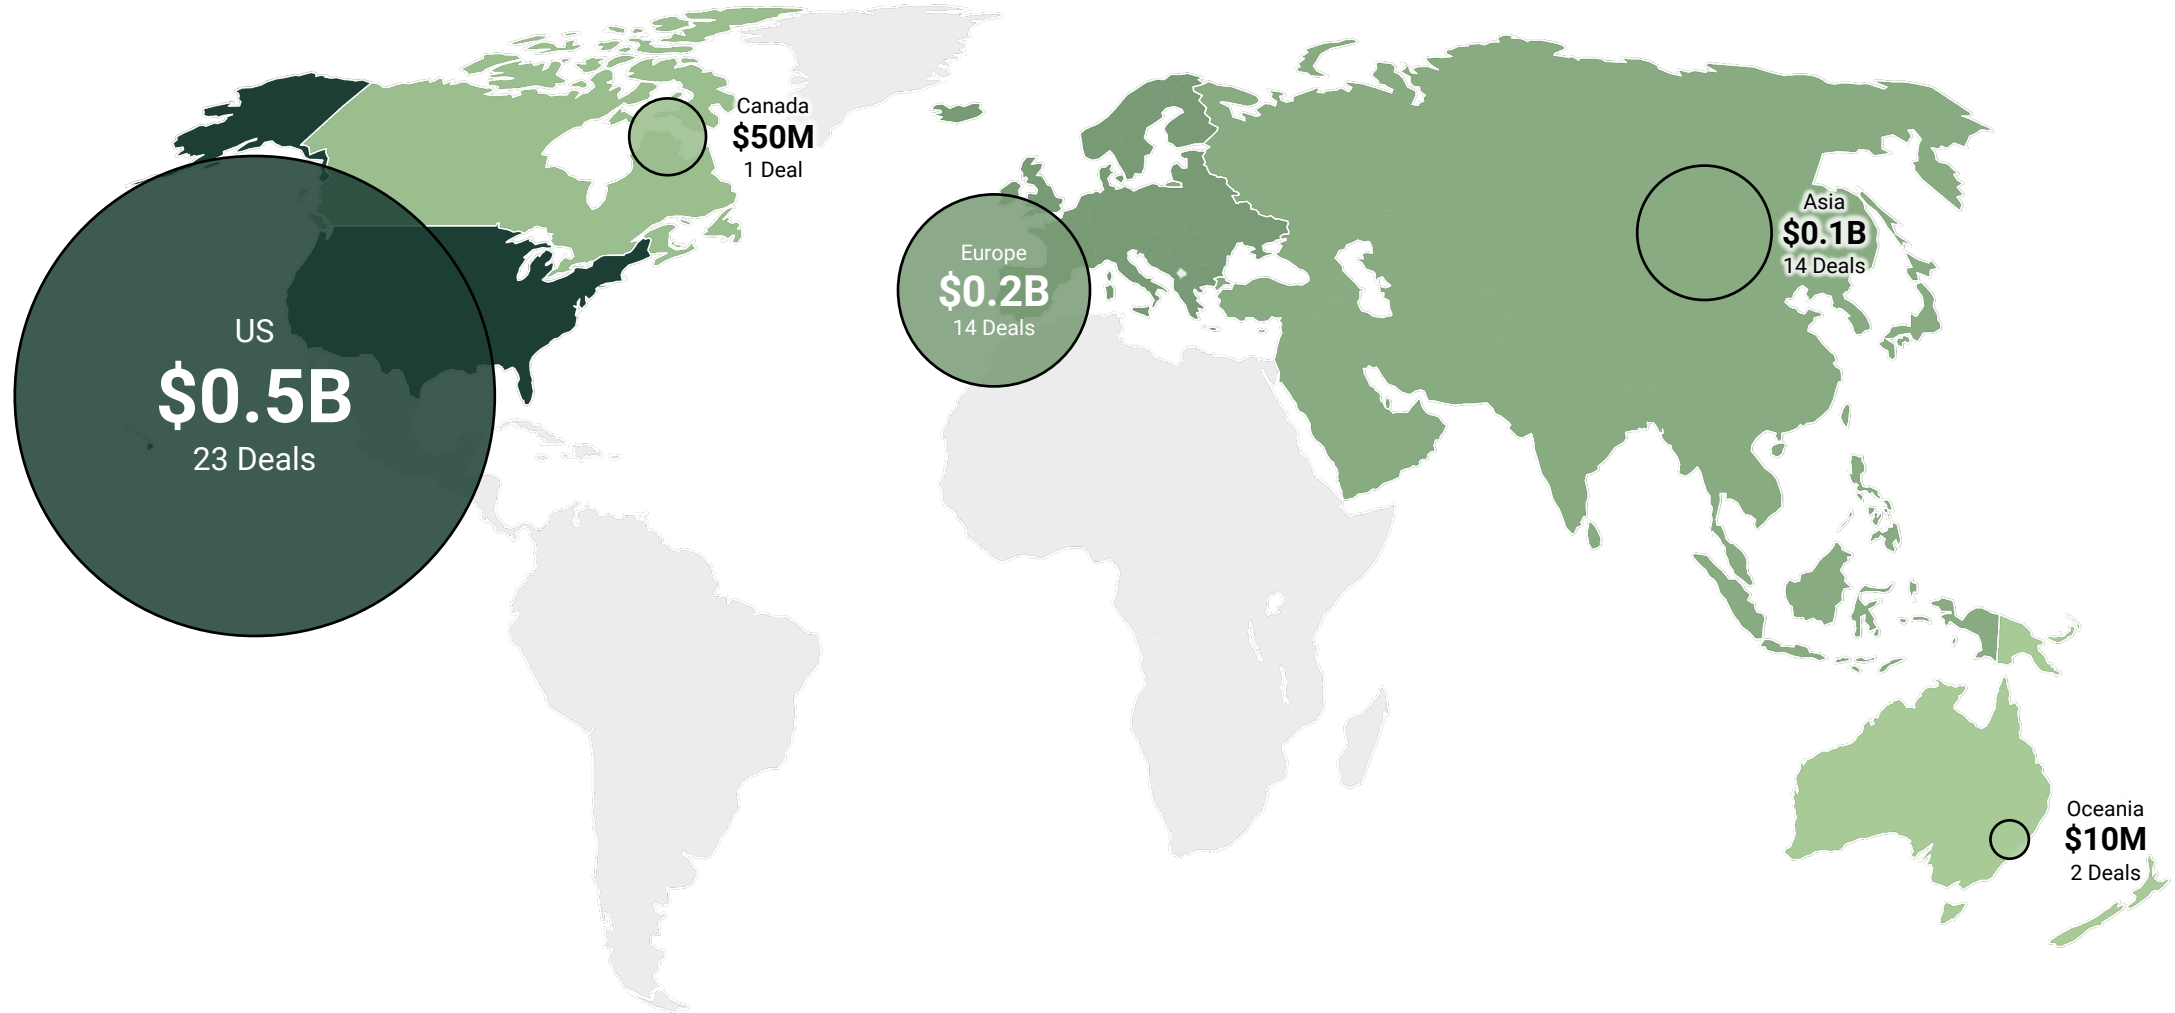 Canada
$50M
1 Deal
US
$0.5B
23 Deals
Europe
$0.2B
14 Deals
Asia
$0.1B
14 Deals
Oceania
$10M
2 Deals